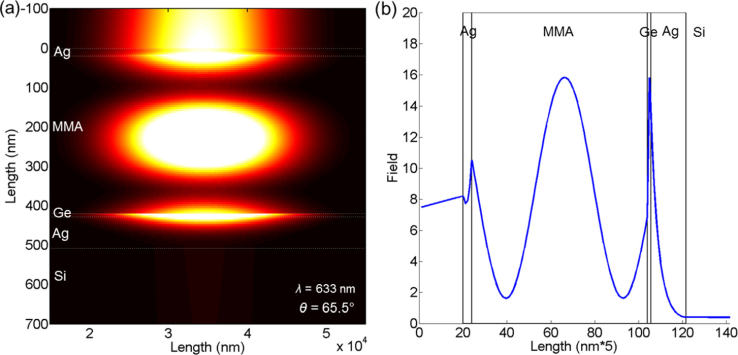 (a)
-100
0
Ag
100
MMA
200
Length (nm)
300
400
Ge
Ag
500
Si
600
λ = 633 nm
θ = 65.5°
700
2 3 4 5
Length (nm) x 10⁴
(b)
20
18
16
14
12
10
8
6
4
2
0
Field
Ag MMA Ge Ag Si
0 20 40 60 80 100 120 140
Length (nm*5)